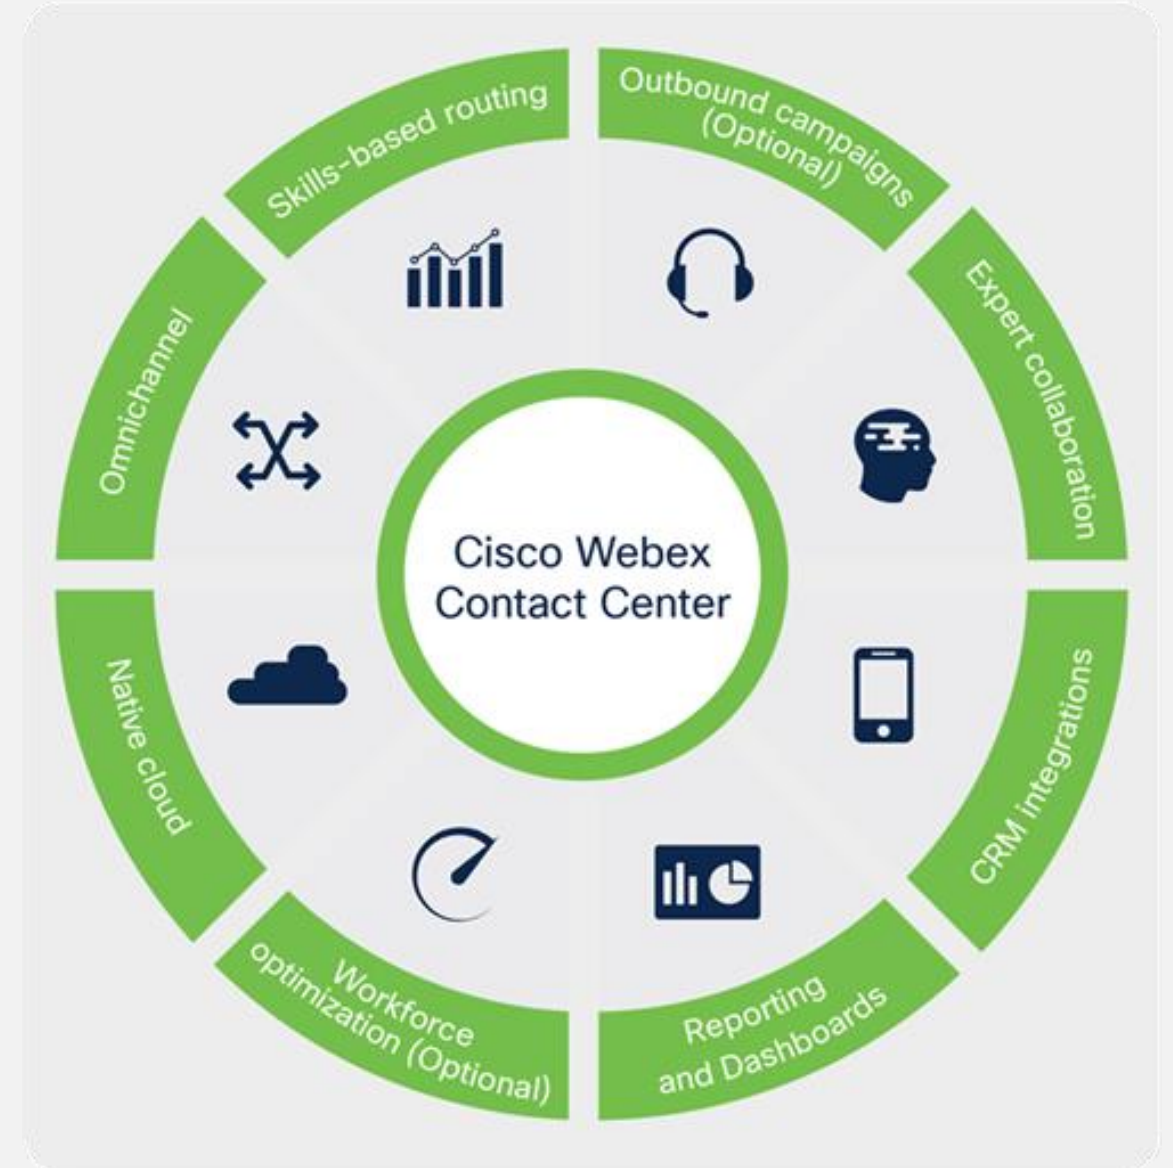 Skills-based routing
Outbound campaigns
(Optional)
Expert collaboration
CRM integrations
Reporting
and Dashboards
Workforce
optimization (Optional)
Native cloud
Omnichannel
Cisco Webex
Contact Center